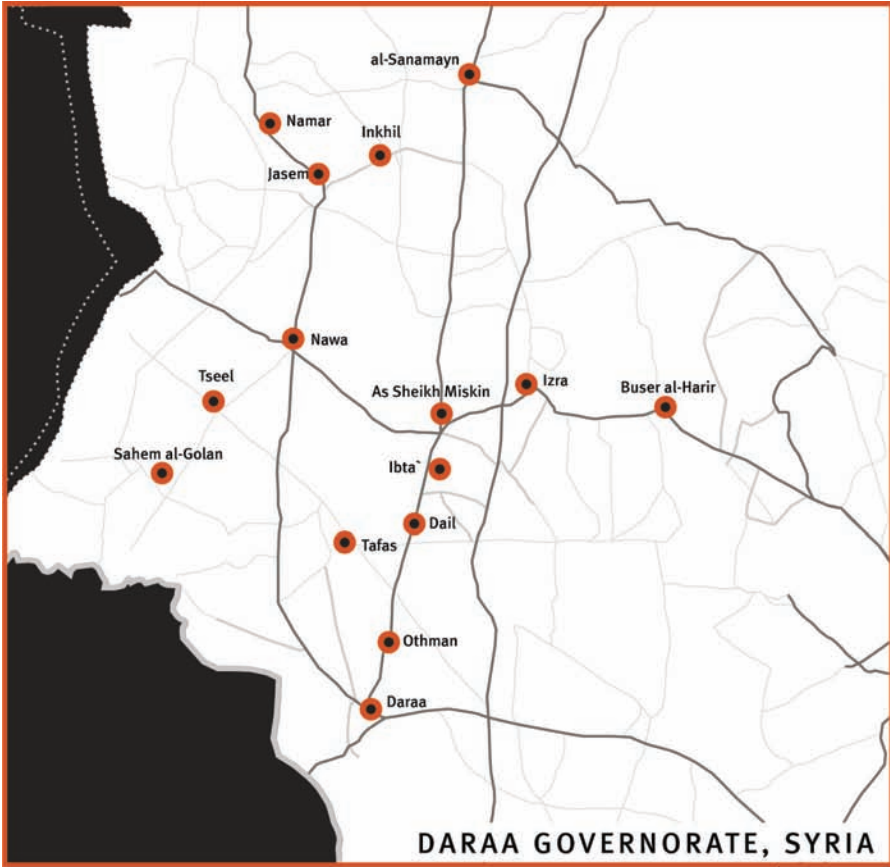 al-Sanamayn
Namar
Inkhil
Jasem
Nawa
Tseel
As Sheikh Miskin
Izra
Buser al-Harir
Sahem al-Golan
Ibta`
Dail
Tafas
Othman
Daraa
DARAA GOVERNORATE, SYRIA